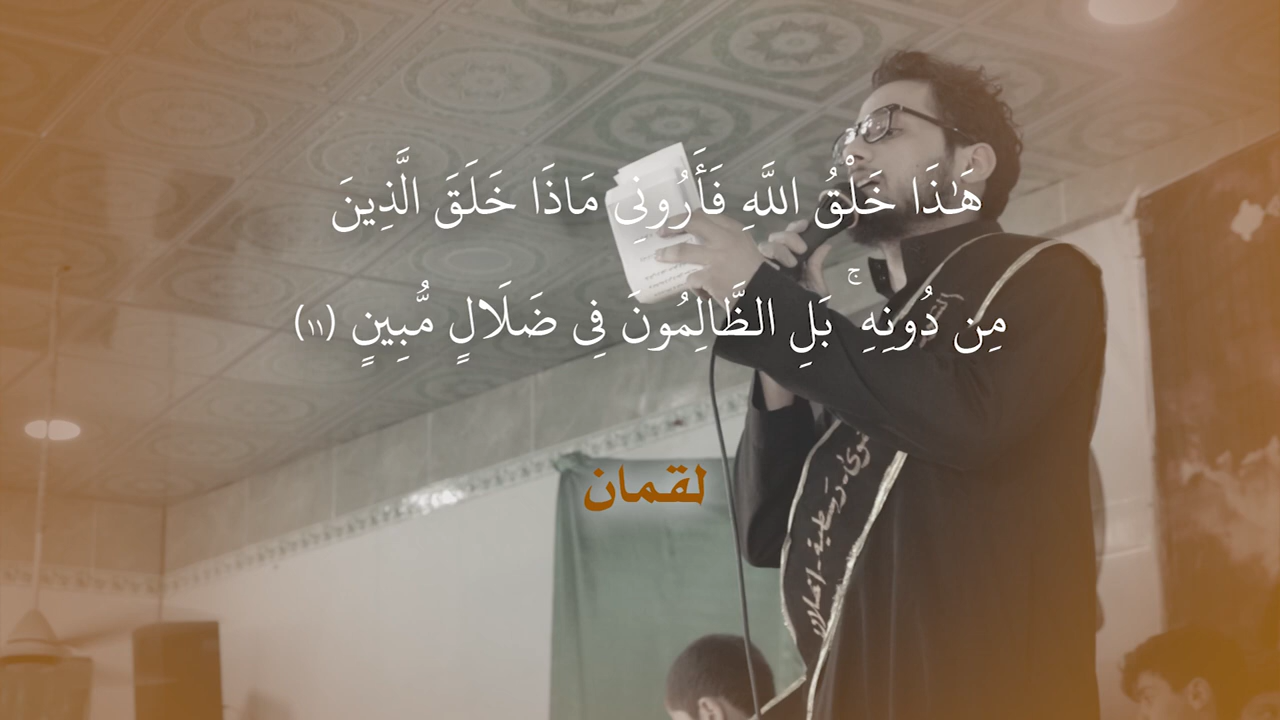 هَٰذَا خَلْقُ اللَّهِ فَأَرُونِي مَاذَا خَلَقَ الَّذِينَ
مِن دُونِهِ ۚ بَلِ الظَّالِمُونَ فِي ضَلَالٍ مُّبِينٍ (١١)
لقمان